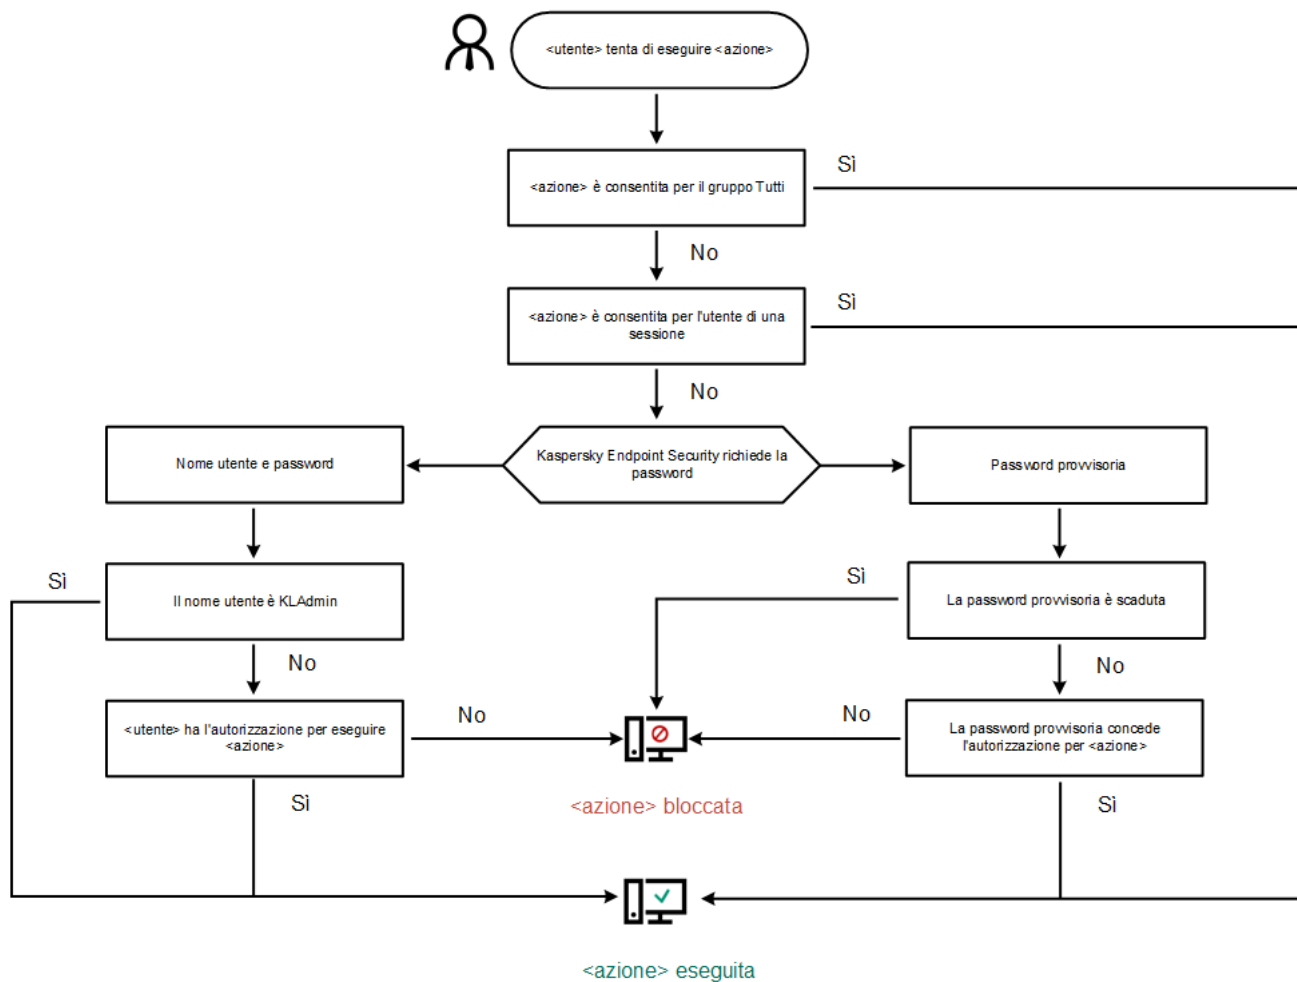 <utente> tenta di eseguire <azione>
<azione> è consentita per il gruppo Tutti
Sì
No
<azione> è consentita per l'utente di una
sessione
Sì
No
Nome utente e password
Kaspersky Endpoint Security richiede la
password
Password provvisoria
Sì
Il nome utente è KLAdmin
Sì
La password provvisoria è scaduta
No
No
<utente> ha l'autorizzazione per eseguire
<azione>
No
No
La password provvisoria concede
l'autorizzazione per <azione>
Sì
<azione> bloccata
Sì
<azione> eseguita